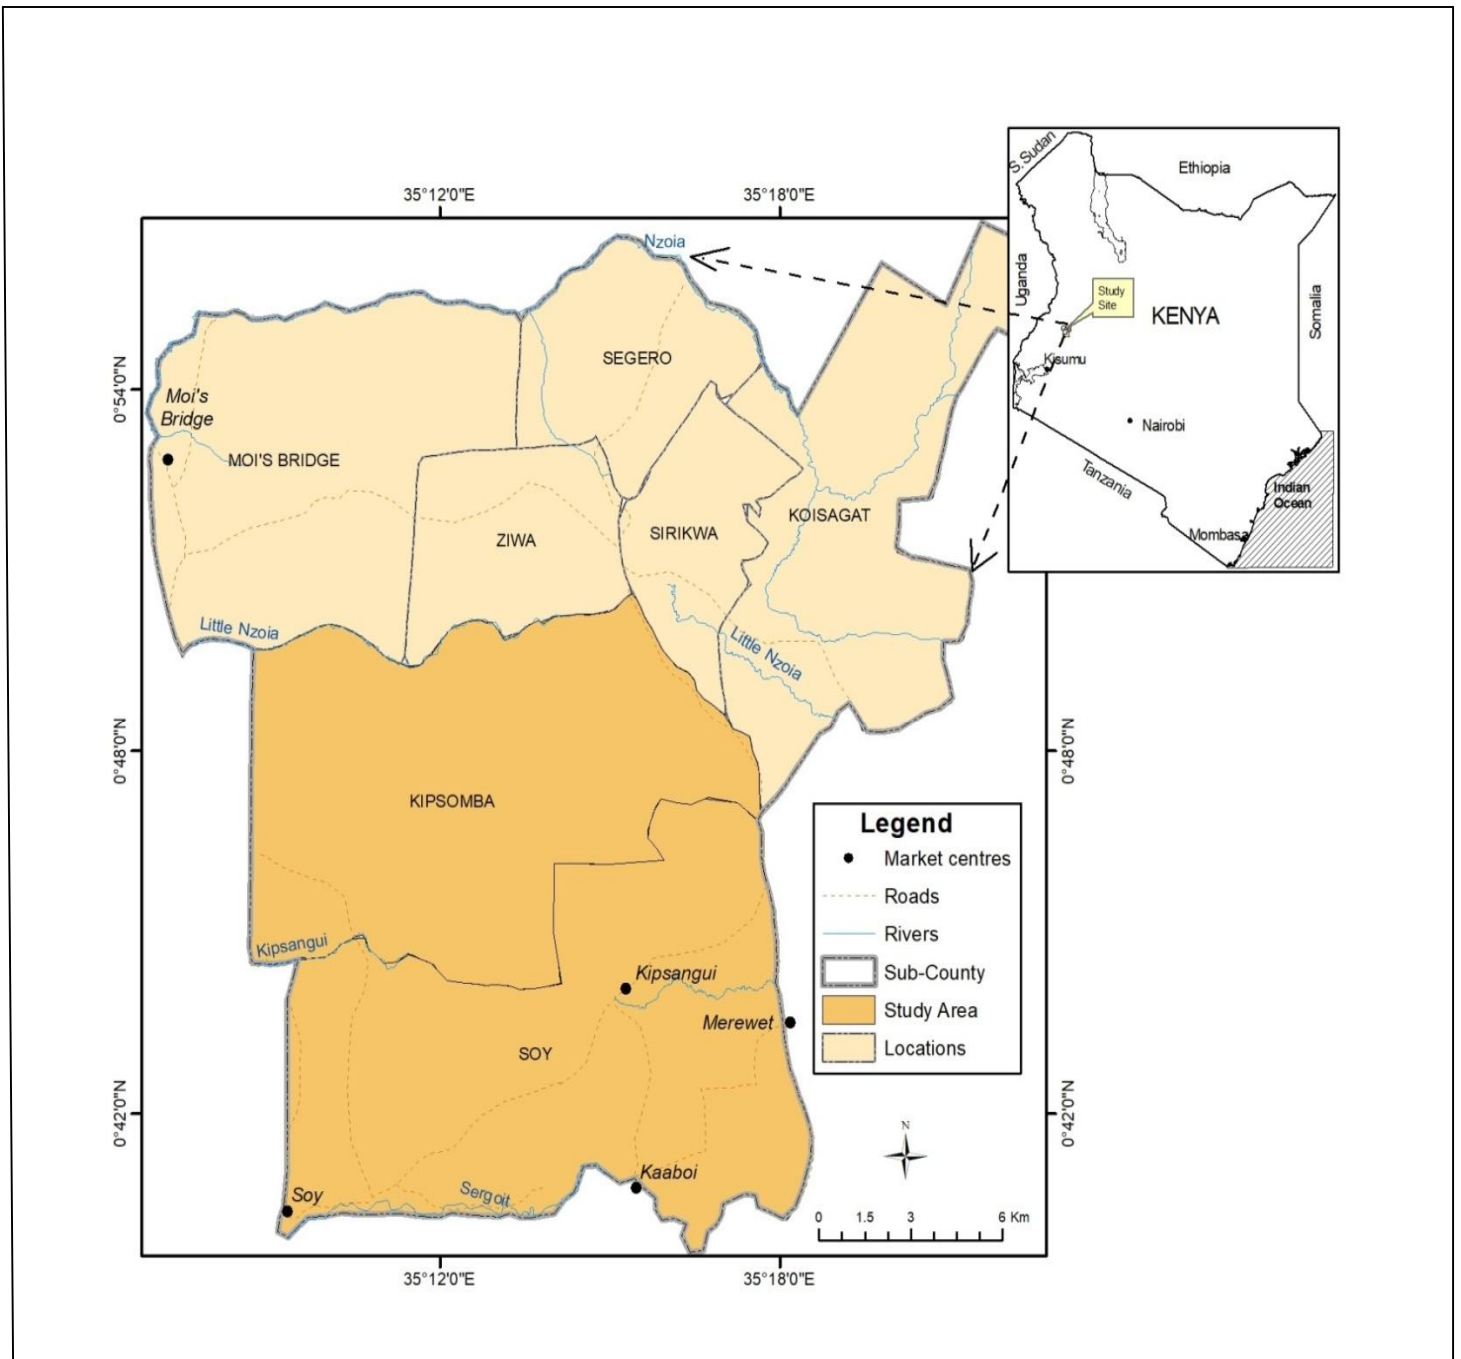 35°12'0"E
35°18'0"E
S. Sudan
Ethiopia
Uganda
Somalia
Study
Site
KENYA
Kisumu
Nairobi
Tanzania
Indian
Ocean
Mombasa
Nzoia
SEGERO
0°54'0"N
Moi's
Bridge
MOI'S BRIDGE
ZIWA
SIRIKWA
KOISAGAT
Little Nzoia
Little Nzoia
0°48'0"N
0°48'0"N
KIPSOMBA
Legend
Market centres
Roads
Rivers
Sub-County
Study Area
Locations
Kipsangui
Kipsangui
Merewet
SOY
0°42'0"N
0°42'0"N
N
Kaaboi
Soy
Sergoit
0 1.5 3 6 Km
35°12'0"E
35°18'0"E